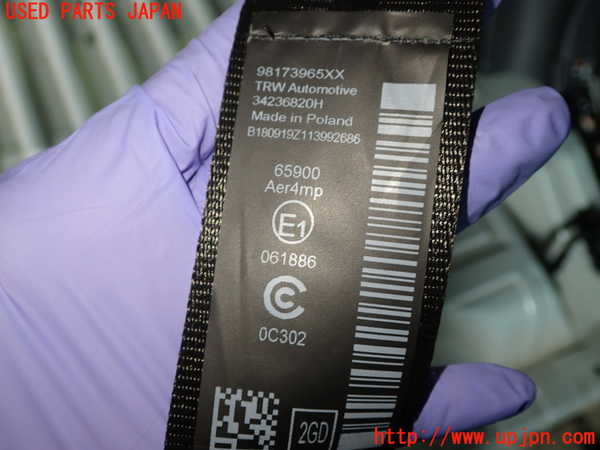 USED PARTS JAPAN
98173965XX
TRW Automotive
34236820H
Made in Poland
B180919Z113992686
65900
Aer4mp
E1
061886
CC
0C302
2GD
http://www.upjpn.com/